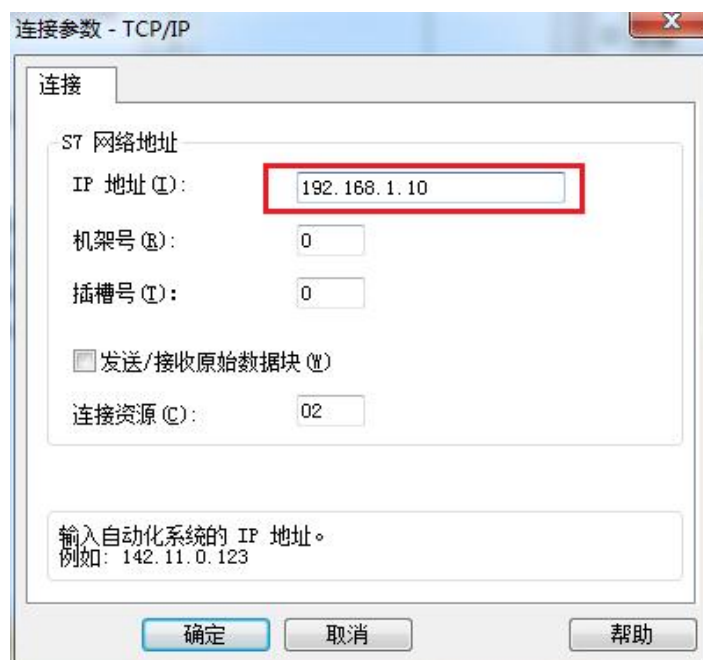 连接参数 - TCP/IP
连接
S7 网络地址
IP 地址(I): 192.168.1.10
机架号(R): 0
插槽号(T): 0
发送/接收原始数据块(W)
连接资源(C): 02
输入自动化系统的 IP 地址。
例如: 142.11.0.123
确定 取消 帮助